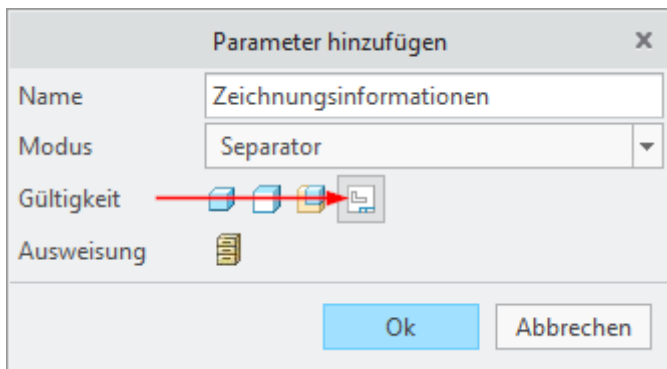 Parameter hinzufügen
Name Zeichnungsinformationen
Modus Separator
Gültigkeit
Ausweisung
Ok Abbrechen